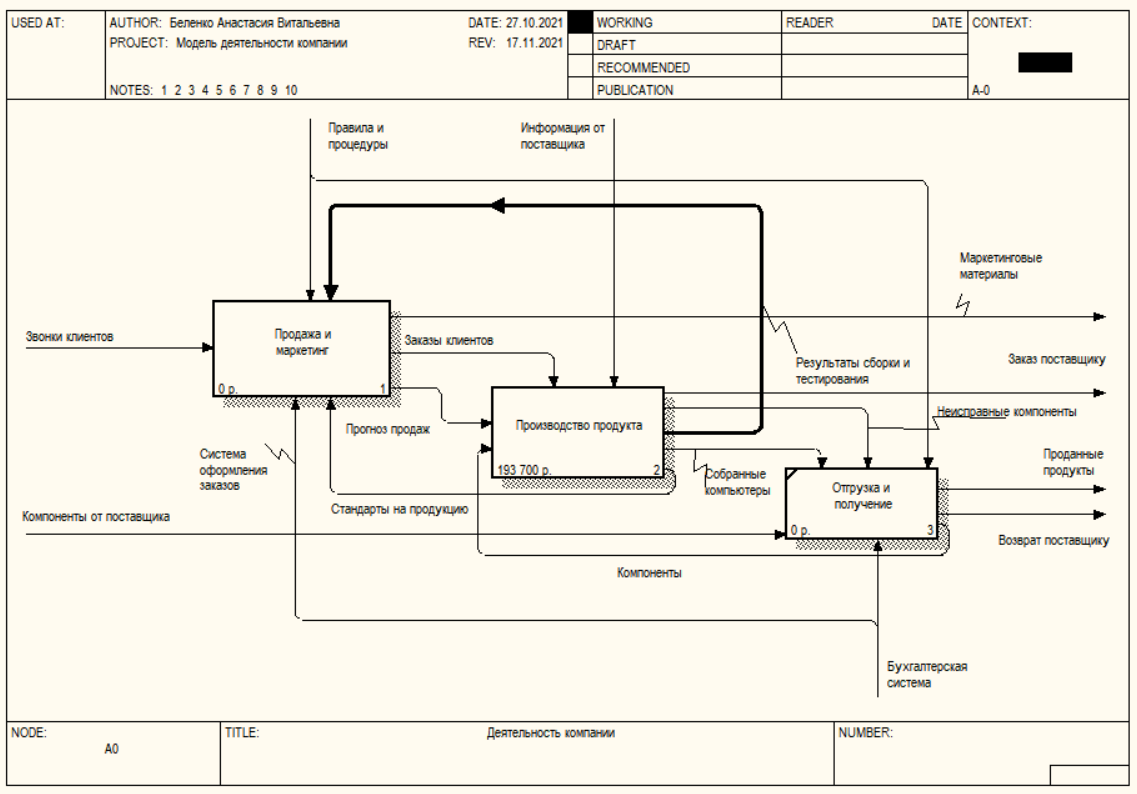 USED AT:
AUTHOR: Беленко Анастасия Витальевна
DATE: 27.10.2021
PROJECT: Модель деятельности компании
REV: 17.11.2021
NOTES: 1 2 3 4 5 6 7 8 9 10
WORKING
DRAFT
RECOMMENDED
PUBLICATION
READER
DATE
CONTEXT:
A-0
Правила и
процедуры
Информация от
поставщика
Маркетинговые
материалы
Звонки клиентов
Продажа и
маркетинг
0 р.
1
Заказы клиентов
Результаты сборки и
тестирования
Заказ поставщику
Прогноз продаж
Производство продукта
193 700 р.
2
Неисправные компоненты
Система
оформления
заказов
Собранные
компьютеры
Проданные
продукты
Стандарты на продукцию
Отгрузка и
получение
0 р.
3
Компоненты от поставщика
Возврат поставщику
Компоненты
Бухгалтерская
система
NODE:
A0
TITLE:
Деятельность компании
NUMBER: